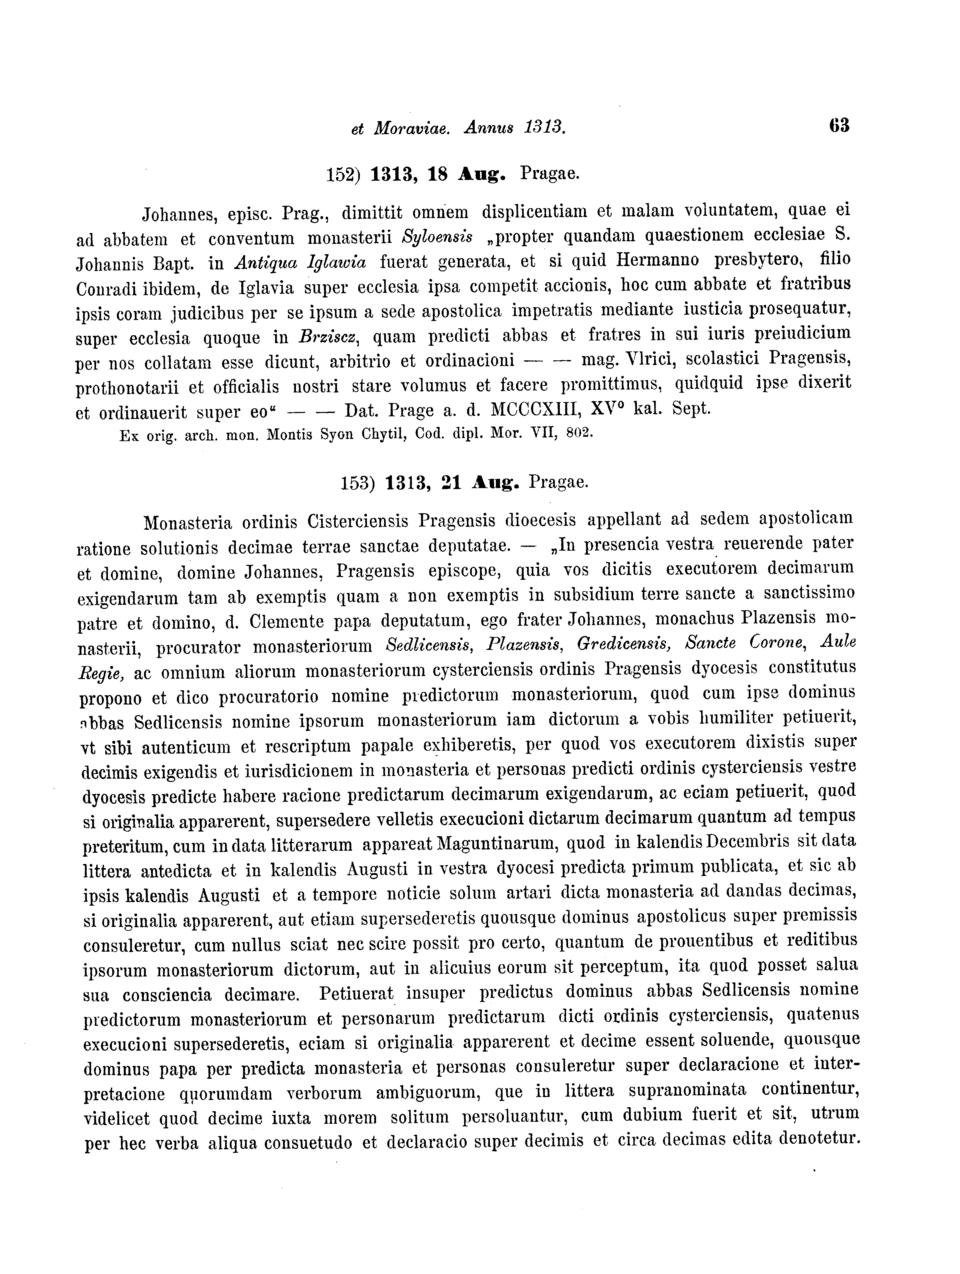 et Moraviae. Annus 1313. 63
152) 1313, 18 Aug. Pragae.
Johannes, episc. Prag., dimittit omnem displicentiam et malam voluntatem, quae ei
ad abbatem et conventum monasterii Syloensis „propter quandam quaestionem ecclesiae S.
Johannis Bapt. in Antiqua Iglawia fuerat generata, et si quid Hermanno presbytero, filio
Conradi ibidem, de Iglavia super ecclesia ipsa competit accionis, hoc cum abbate et fratribus
ipsis coram judicibus per se ipsum a sede apostolica impetratis mediante iusticia prosequatur,
super ecclesia quoque in Brziscz, quam predicti abbas et fratres in sui iuris preiudicium
per nos collatam esse dicunt, arbitrio et ordinacioni — — mag. Vlrici, scolastici Pragensis,
prothonotarii et officialis nostri stare volumus et facere promittimus, quidquid ipse dixerit
et ordinauerit super eo“ — — Dat. Prage a. d. MCCCXIII, XV⁰ kal. Sept.
Ex orig. arch. mon. Montis Syon Chytil, Cod. dipl. Mor. VII, 802.
153) 1313, 21 Aug. Pragae.
Monasteria ordinis Cisterciensis Pragensis dioecesis appellant ad sedem apostolicam
ratione solutionis decimae terrae sanctae deputatae. — „In presencia vestra reuerende pater
et domine, domine Johannes, Pragensis episcope, quia vos dicitis executorem decimarum
exigendarum tam ab exemptis quam a non exemptis in subsidium terre sancte a sanctissimo
patre et domino, d. Clemente papa deputatum, ego frater Johannes, monachus Plazensis mo-
nasterii, procurator monasteriorum Sedlicensis, Plazensis, Gredicensis, Sancte Corone, Aule
Regie, ac omnium aliorum monasteriorum cysterciensis ordinis Pragensis dyocesis constitutus
propono et dico procuratorio nomine predictorum monasteriorum, quod cum ipse dominus
abbas Sedlicensis nomine ipsorum monasteriorum iam dictorum a vobis humiliter petiuerit,
vt sibi autenticum et rescriptum papale exhiberetis, per quod vos executorem dixistis super
decimis exigendis et iurisdicionem in monasteria et personas predicti ordinis cysterciensis vestre
dyocesis predicte habere racione predictarum decimarum exigendarum, ac eciam petiuerit, quod
si originalia apparerent, supersedere velletis execucioni dictarum decimarum quantum ad tempus
preteritum, cum in data litterarum appareat Maguntinarum, quod in kalendis Decembris sit data
littera antedicta et in kalendis Augusti in vestra dyocesi predicta primum publicata, et sic ab
ipsis kalendis Augusti et a tempore noticie solum artari dicta monasteria ad dandas decimas,
si originalia apparerent, aut etiam supersederetis quousque dominus apostolicus super premissis
consuleretur, cum nullus sciat nec scire possit pro certo, quantum de prouentibus et reditibus
ipsorum monasteriorum dictorum, aut in alicuius eorum sit perceptum, ita quod posset salua
sua consciencia decimare. Petiuerat insuper predictus dominus abbas Sedlicensis nomine
predictorum monasteriorum et personarum predictarum dicti ordinis cysterciensis, quatenus
execucioni supersederetis, eciam si originalia apparerent et decime essent soluende, quousque
dominus papa per predicta monasteria et personas consuleretur super declaracione et inter-
pretacione quorumdam verborum ambiguorum, que in littera supranominata continentur,
videlicet quod decime iuxta morem solitum persoluantur, cum dubium fuerit et sit, utrum
per hec verba aliqua consuetudo et declaracio super decimis et circa decimas edita denotetur.